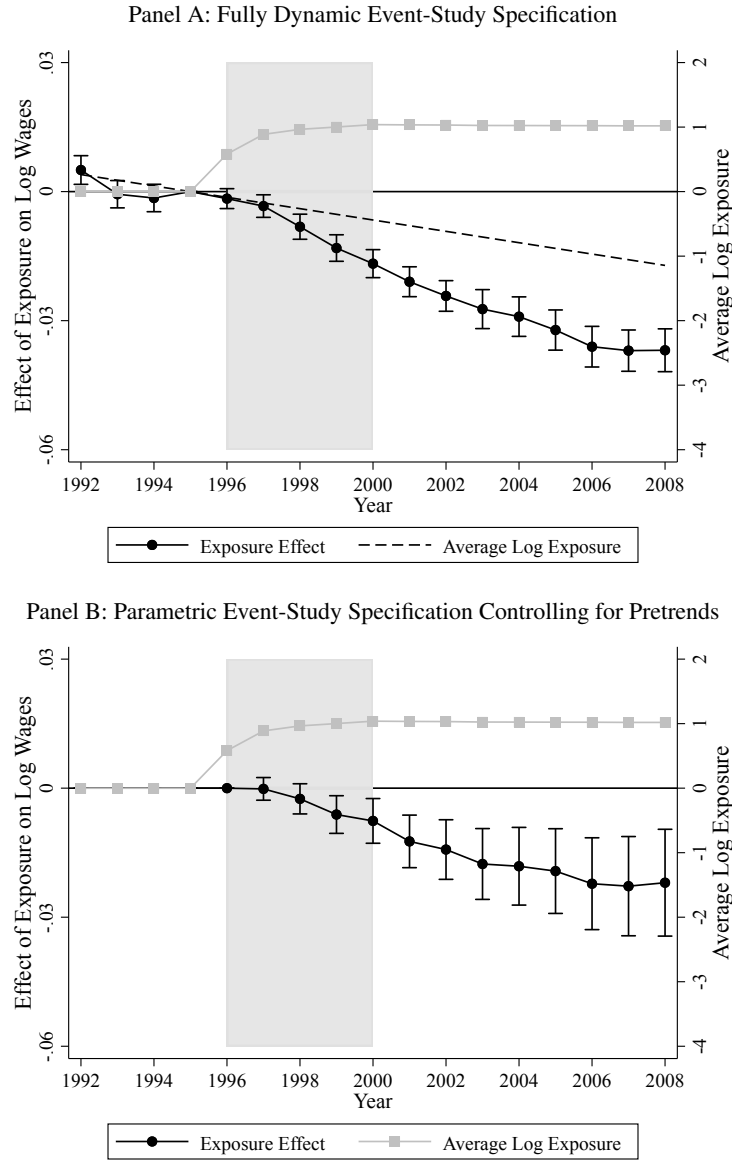 Panel A: Fully Dynamic Event-Study Specification
Effect of Exposure on Log Wages
.03
0
-.03
-.06
2
1
0
-1
-2
-3
-4
Average Log Exposure
1992 1994 1996 1998 2000 2002 2004 2006 2008
Year
Exposure Effect Average Log Exposure
Panel B: Parametric Event-Study Specification Controlling for Pretrends
Effect of Exposure on Log Wages
.03
0
-.03
-.06
2
1
0
-1
-2
-3
-4
Average Log Exposure
1992 1994 1996 1998 2000 2002 2004 2006 2008
Year
Exposure Effect Average Log Exposure